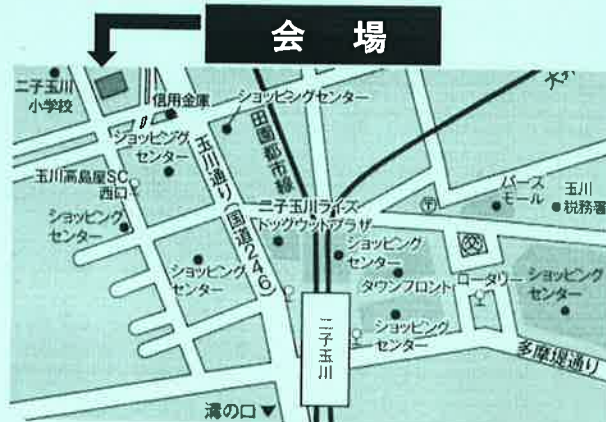 会場
二子玉川
小学校
信用金庫
ショッピングセンター
ショッピング
センター
玉川高島屋SC
西口
ショッピング
センター
玉川通り(国道246)
田園都市線
二子玉川ライズ
ドッグウッドプラザ
バーズ
モール
玉川
税務署
ショッピング
センター
ショッピング
センター
タウンフロント
ロータリー
ショッピング
センター
二子玉川
ショッピング
センター
多摩堤通り
溝の口